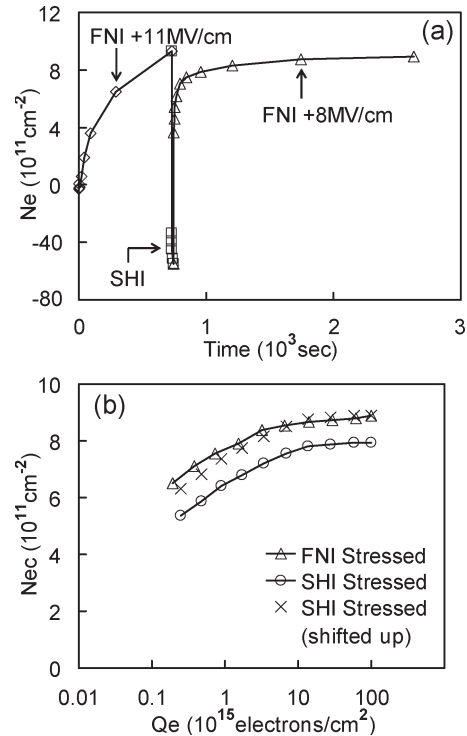 (a)
FNI +11MV/cm
FNI +8MV/cm
SHI
Ne (10¹¹cm⁻²)
12
8
4
0
-40
-80
0
1
2
3
Time (10³sec)
(b)
Nec (10¹¹cm⁻²)
10
8
6
4
2
0
FNI Stressed
SHI Stressed
SHI Stressed
(shifted up)
0.01
0.1
1
10
100
Qe (10¹⁵electrons/cm²)